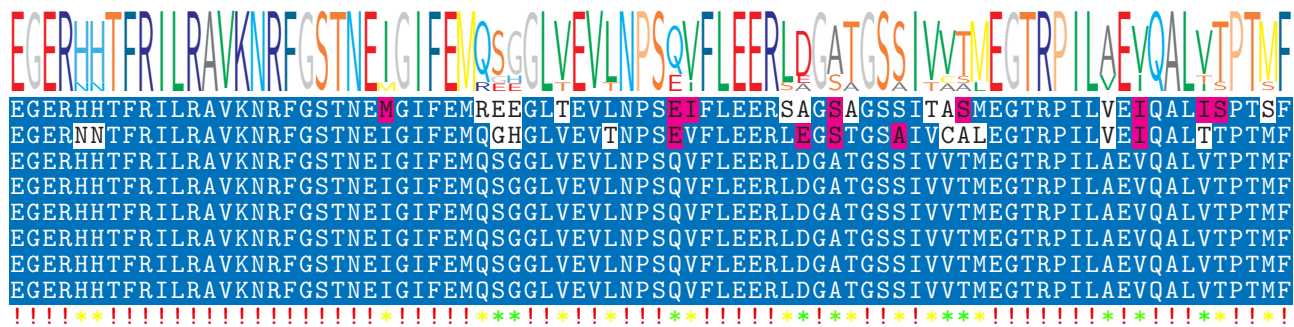 EGERHHTFRILRAVKNRFGSTNEIGIFEMQSGGLVEVLNPSQVFLEERLDGATGSSIVVTMEGTRPILAEVQALVTPTMF
EGERHHTFRILRAVKNRFGSTNEMGIFEMREEGLTEVLNPSEIFLEERSAGSAGSSITASMEGTRPILVEIQALISPTSF
EGERNNTFRILRAVKNRFGSTNEIGIFEMQGHGLVEVTNPSEVFLEERLEGSTGSAIVCALEGTRPILVEIQALTTPTMF
EGERHHTFRILRAVKNRFGSTNEIGIFEMQSGGLVEVLNPSQVFLEERLDGATGSSIVVTMEGTRPILAEVQALVTPTMF
EGERHHTFRILRAVKNRFGSTNEIGIFEMQSGGLVEVLNPSQVFLEERLDGATGSSIVVTMEGTRPILAEVQALVTPTMF
EGERHHTFRILRAVKNRFGSTNEIGIFEMQSGGLVEVLNPSQVFLEERLDGATGSSIVVTMEGTRPILAEVQALVTPTMF
EGERHHTFRILRAVKNRFGSTNEIGIFEMQSGGLVEVLNPSQVFLEERLDGATGSSIVVTMEGTRPILAEVQALVTPTMF
EGERHHTFRILRAVKNRFGSTNEIGIFEMQSGGLVEVLNPSQVFLEERLDGATGSSIVVTMEGTRPILAEVQALVTPTMF
EGERHHTFRILRAVKNRFGSTNEIGIFEMQSGGLVEVLNPSQVFLEERLDGATGSSIVVTMEGTRPILAEVQALVTPTMF
!!!!**!!!!!!!!!!!!!!!!!*!!!!!***!!*!!*!!!**!!!!!**!**!!*!****!!!!!!!*!*!!!**!!*!